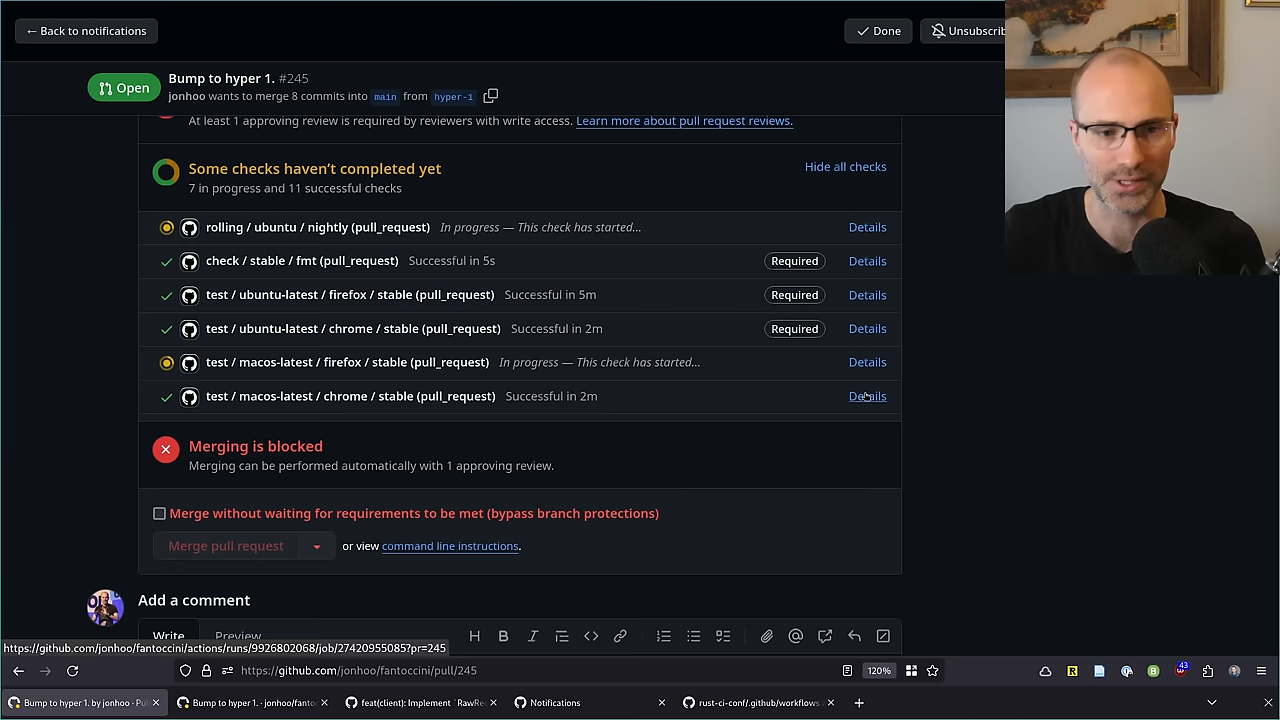 ← Back to notifications
Done
Unsubscrib
Open
Bump to hyper 1. #245
jonhoo wants to merge 8 commits into main from hyper-1
At least 1 approving review is required by reviewers with write access. Learn more about pull request reviews.
Some checks haven't completed yet
Hide all checks
7 in progress and 11 successful checks
rolling / ubuntu / nightly (pull_request) In progress — This check has started... Details
check / stable / fmt (pull_request) Successful in 5s Required Details
test / ubuntu-latest / firefox / stable (pull_request) Successful in 5m Required Details
test / ubuntu-latest / chrome / stable (pull_request) Successful in 2m Required Details
test / macos-latest / firefox / stable (pull_request) In progress — This check has started... Details
test / macos-latest / chrome / stable (pull_request) Successful in 2m Details
Merging is blocked
Merging can be performed automatically with 1 approving review.
Merge without waiting for requirements to be met (bypass branch protections)
Merge pull request or view command line instructions.
Add a comment
Write Preview H B I
https://github.com/jonhoo/fantoccini/actions/runs/9926802068/job/27420955085?pr=245
https://github.com/jonhoo/fantoccini/pull/245 120% 43
Bump to hyper 1. by jonhoo · Pul
Bump to hyper 1. · jonhoo/fanto
feat(client): Implement `RawRe
Notifications
rust-ci-conf/.github/workflows